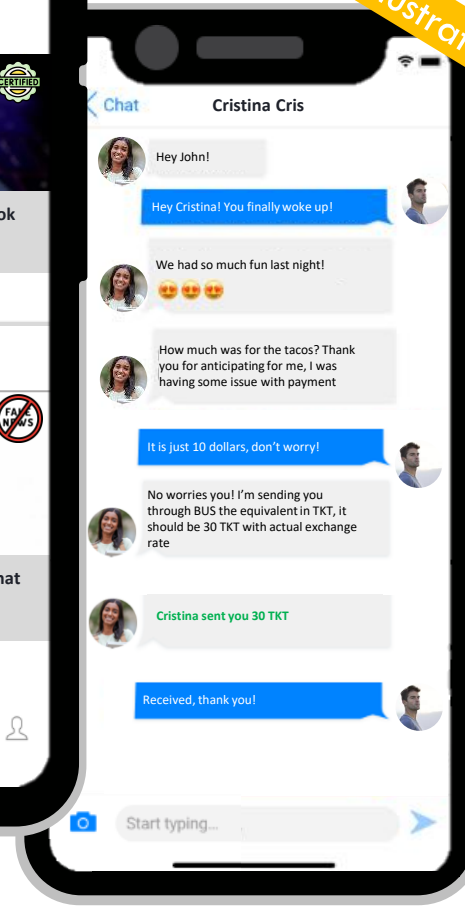 CERTIFIED
ok
FAKE
NEWS
hat
Chat
Cristina Cris
Hey John!
Hey Cristina! You finally woke up!
We had so much fun last night!
😍😍😍
How much was for the tacos? Thank
you for anticipating for me, I was
having some issue with payment
It is just 10 dollars, don't worry!
No worries you! I'm sending you
through BUS the equivalent in TKT, it
should be 30 TKT with actual exchange
rate
Cristina sent you 30 TKT
Received, thank you!
Start typing...